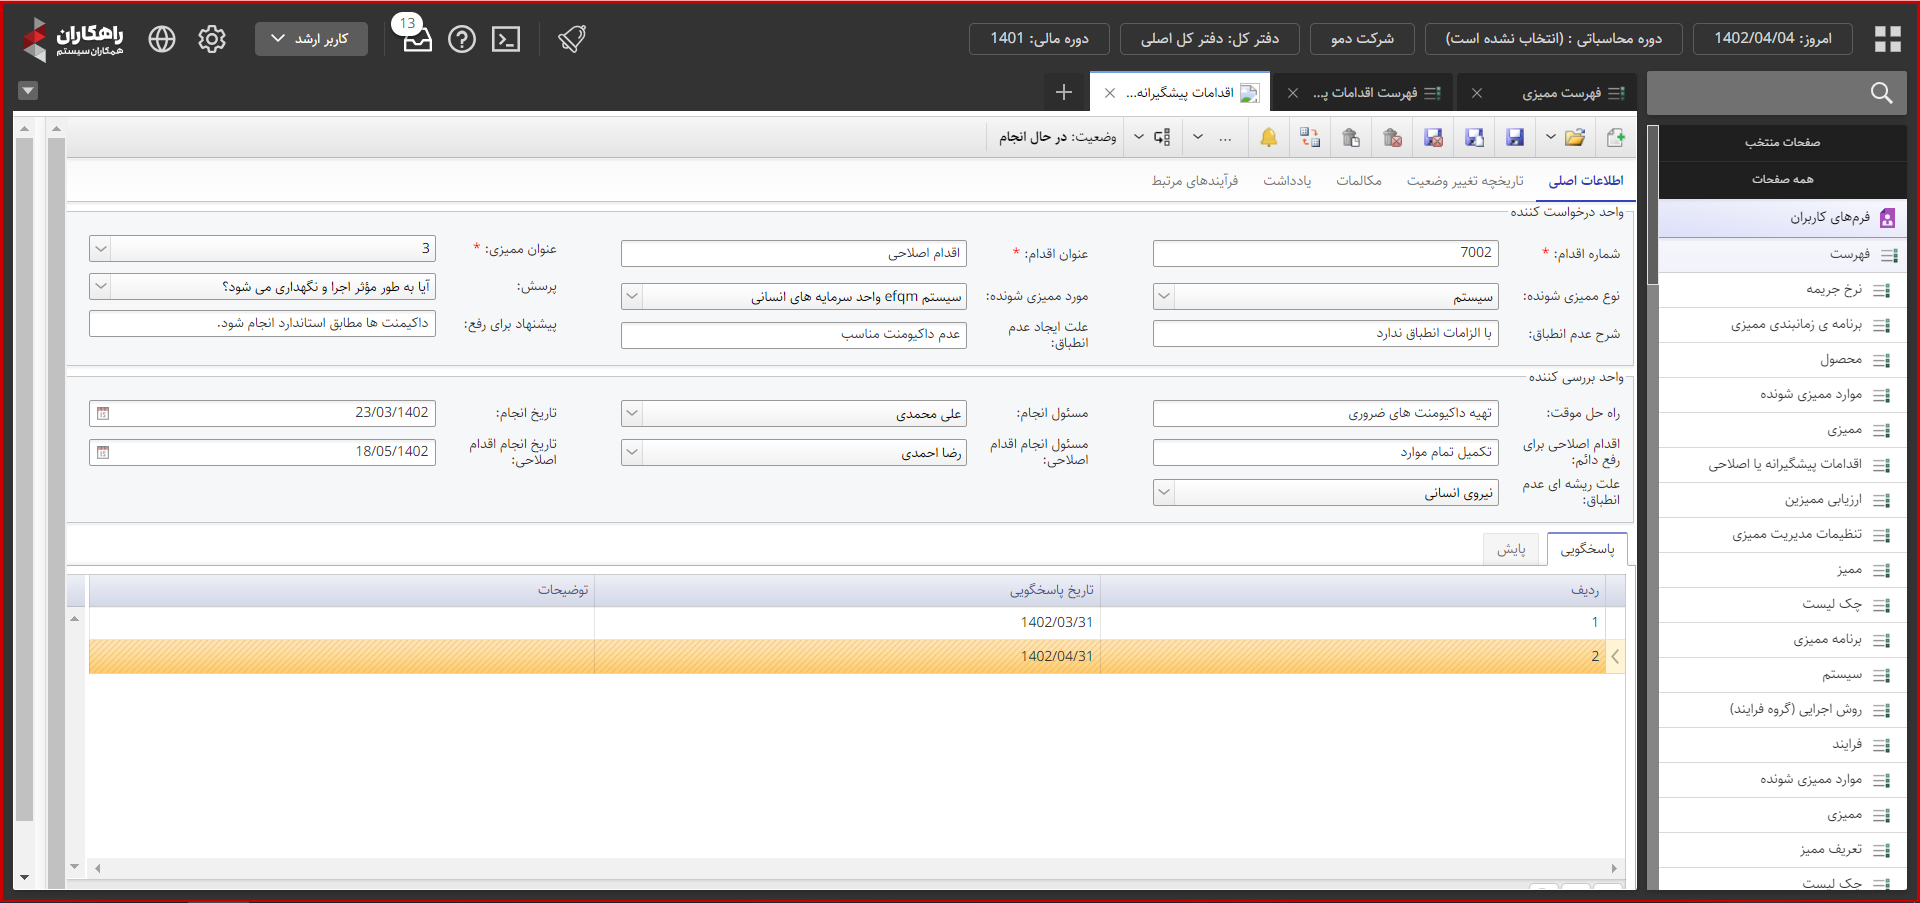 امروز: 1402/04/04
دوره محاسباتی : (انتخاب نشده است)
شرکت دمو
دفتر کل: دفتر کل اصلی
دوره مالی: 1401
13
کاربر ارشد
راهکاران
همکاران سیستم
فهرست ممیزی
فهرست اقدامات پ...
اقدامات پیشگیرانه...
وضعیت: در حال انجام
اطلاعات اصلی
تاریخچه تغییر وضعیت
مکالمات
یادداشت
فرآیندهای مرتبط
واحد درخواست کننده
شماره اقدام: *
7002
عنوان اقدام: *
اقدام اصلاحی
عنوان ممیزی: *
3
نوع ممیزی شونده:
سیستم
مورد ممیزی شونده:
سیستم efqm واحد سرمایه های انسانی
پرسش:
آیا به طور مؤثر اجرا و نگهداری می شود؟
شرح عدم انطباق:
با الزامات انطباق ندارد
علت ایجاد عدم
انطباق:
عدم داکیومنت مناسب
پیشنهاد برای رفع:
داکیمنت ها مطابق استاندارد انجام شود.
واحد بررسی کننده
راه حل موقت:
تهیه داکیومنت های ضروری
مسئول انجام:
علی محمدی
تاریخ انجام:
23/03/1402
اقدام اصلاحی برای
رفع دائم:
تکمیل تمام موارد
مسئول انجام اقدام
اصلاحی:
رضا احمدی
تاریخ انجام اقدام
اصلاحی:
18/05/1402
علت ریشه ای عدم
انطباق:
نیروی انسانی
پاسخگویی
پایش
ردیف
تاریخ پاسخگویی
توضیحات
1
1402/03/31
2
1402/04/31
صفحات منتخب
همه صفحات
فرم‌های کاربران
فهرست
نرخ جریمه
برنامه ی زمانبندی ممیزی
محصول
موارد ممیزی شونده
ممیزی
اقدامات پیشگیرانه یا اصلاحی
ارزیابی ممیزین
تنظیمات مدیریت ممیزی
ممیز
چک لیست
برنامه ممیزی
سیستم
روش اجرایی (گروه فرایند)
فرایند
موارد ممیزی شونده
ممیزی
تعریف ممیز
چک لیست